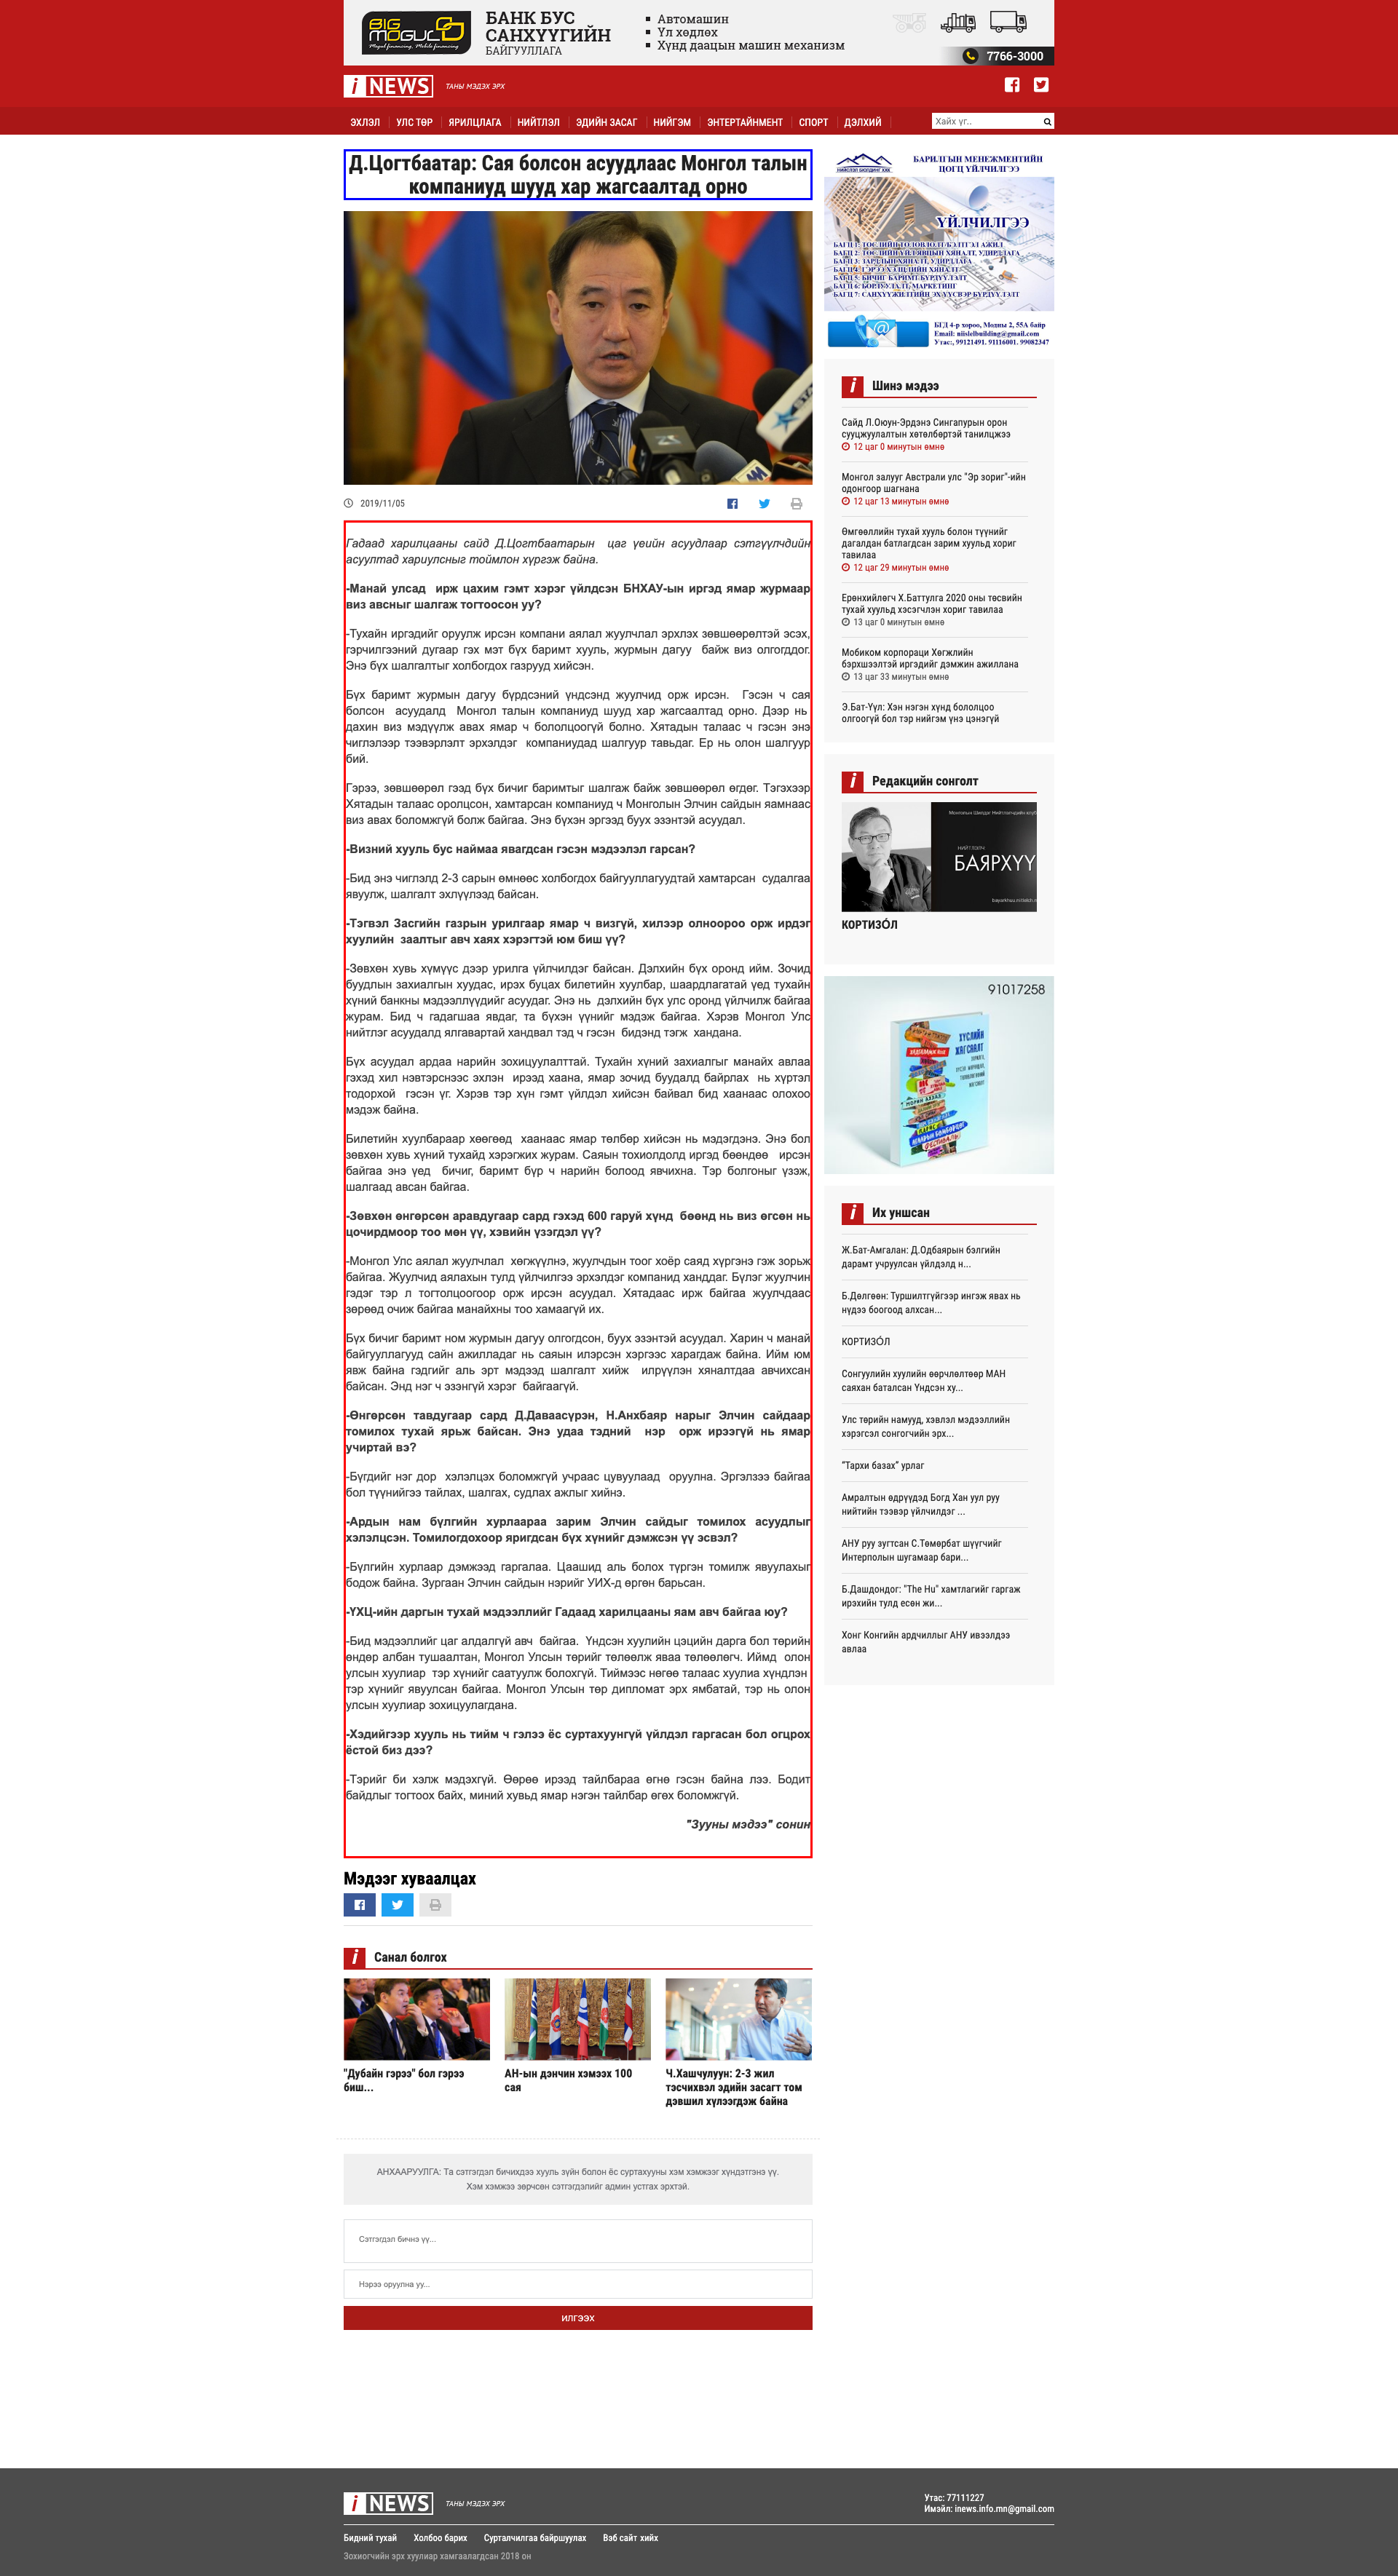 BIG MOGUL
Mogul financing, Mobile financing
БАНК БУС
САНХҮҮГИЙН
БАЙГУУЛЛАГА
Автомашин
Үл хөдлөх
Хүнд даацын машин механизм
7766-3000
i NEWS
ТАНЫ МЭДЭХ ЭРХ
ЭХЛЭЛ
УЛС ТӨР
ЯРИЛЦЛАГА
НИЙТЛЭЛ
ЭДИЙН ЗАСАГ
НИЙГЭМ
ЭНТЕРТАЙНМЕНТ
СПОРТ
ДЭЛХИЙ
Хайх үг..
Д.Цогтбаатар: Сая болсон асуудлаас Монгол талын
компаниуд шууд хар жагсаалтад орно
2019/11/05
Гадаад харилцааны сайд Д.Цогтбаатарын цаг үеийн асуудлаар сэтгүүлчдийн
асуултад хариулсныг тоймлон хүргэж байна.
-Манай улсад ирж цахим гэмт хэрэг үйлдсэн БНХАУ-ын иргэд ямар журмаар
виз авсныг шалгаж тогтоосон уу?
-Тухайн иргэдийг оруулж ирсэн компани аялал жуулчлал эрхлэх зөвшөөрөлтэй эсэх,
гэрчилгээний дугаар гэх мэт бүх баримт хууль, журмын дагуу байж виз олгогддог.
Энэ бүх шалгалтыг холбогдох газрууд хийсэн.
Бүх баримт журмын дагуу бүрдсэний үндсэнд жуулчид орж ирсэн. Гэсэн ч сая
болсон асуудалд Монгол талын компаниуд шууд хар жагсаалтад орно. Дээр нь
дахин виз мэдүүлж авах ямар ч бололцоогүй болно. Хятадын талаас ч гэсэн энэ
чиглэлээр тээвэрлэлт эрхэлдэг компаниудад шалгуур тавьдаг. Ер нь олон шалгуур
бий.
Гэрээ, зөвшөөрөл гээд бүх бичиг баримтыг шалгаж байж зөвшөөрөл өгдөг. Тэгэхээр
Хятадын талаас оролцсон, хамтарсан компаниуд ч Монголын Элчин сайдын яамнаас
виз авах боломжгүй болж байгаа. Энэ бүхэн эргээд буух эзэнтэй асуудал.
-Визний хууль бус наймаа явагдсан гэсэн мэдээлэл гарсан?
-Бид энэ чиглэлд 2-3 сарын өмнөөс холбогдох байгууллагуудтай хамтарсан судалгаа
явуулж, шалгалт эхлүүлээд байсан.
-Тэгвэл Засгийн газрын урилгаар ямар ч визгүй, хилээр олноороо орж ирдэг
хуулийн заалтыг авч хаях хэрэгтэй юм биш үү?
-Зөвхөн хувь хүмүүс дээр урилга үйлчилдэг байсан. Дэлхийн бүх оронд ийм. Зочид
буудлын захиалгын хуудас, ирэх буцах билетийн хуулбар, шаардлагатай үед тухайн
хүний банкны мэдээллүүдийг асуудаг. Энэ нь дэлхийн бүх улс оронд үйлчилж байгаа
журам. Бид ч гадагшаа явдаг, та бүхэн үүнийг мэдэж байгаа. Хэрэв Монгол Улс
нийтлэг асуудалд ялгавартай хандвал тэд ч гэсэн бидэнд тэгж хандана.
Бүх асуудал ардаа нарийн зохицуулалттай. Тухайн хүний захиалгыг манайх авлаа
гэхэд хил нэвтэрснээс эхлэн ирээд хаана, ямар зочид буудалд байрлах нь хүртэл
тодорхой гэсэн үг. Хэрэв тэр хүн гэмт үйлдэл хийсэн байвал бид хаанаас олохоо
мэдэж байна.
Билетийн хуулбараар хөөгөөд хаанаас ямар төлбөр хийсэн нь мэдэгдэнэ. Энэ бол
зөвхөн хувь хүний тухайд хэрэгжих журам. Саяын тохиолдолд иргэд бөөндөө ирсэн
байгаа энэ үед бичиг, баримт бүр ч нарийн болоод явчихна. Тэр болгоныг үзэж,
шалгаад авсан байгаа.
-Зөвхөн өнгөрсөн аравдугаар сард гэхэд 600 гаруй хүнд бөөнд нь виз өгсөн нь
цочирдмоор тоо мөн үү, хэвийн үзэгдэл үү?
-Монгол Улс аялал жуулчлал хөгжүүлнэ, жуулчдын тоог хоёр саяд хүргэнэ гэж зорьж
байгаа. Жуулчид аялахын тулд үйлчилгээ эрхэлдэг компанид ханддаг. Бүлэг жуулчин
гэдэг тэр л тогтолцоогоор орж ирсэн асуудал. Хятадаас ирж байгаа жуулчдаас
зөрөөд очиж байгаа манайхны тоо хамаагүй их.
Бүх бичиг баримт ном журмын дагуу олгогдсон, буух эзэнтэй асуудал. Харин ч манай
байгууллагууд сайн ажилладаг нь саяын илэрсэн хэргээс харагдаж байна. Ийм юм
явж байна гэдгийг аль эрт мэдээд шалгалт хийж илрүүлэн хяналтдаа авчихсан
байсан. Энд нэг ч эзэнгүй хэрэг байгаагүй.
-Өнгөрсөн тавдугаар сард Д.Даваасүрэн, Н.Анхбаяр нарыг Элчин сайдаар
томилох тухай ярьж байсан. Энэ удаа тэдний нэр орж ирээгүй нь ямар
учиртай вэ?
-Бүгдийг нэг дор хэлэлцэх боломжгүй учраас цувуулаад оруулна. Эргэлзээ байгаа
бол түүнийгээ тайлах, шалгах, судлах ажлыг хийнэ.
-Ардын нам бүлгийн хурлаараа зарим Элчин сайдыг томилох асуудлыг
хэлэлцсэн. Томилогдохоор яригдсан бүх хүнийг дэмжсэн үү эсвэл?
-Бүлгийн хурлаар дэмжээд гаргалаа. Цаашид аль болох түргэн томилж явуулахыг
бодож байна. Зургаан Элчин сайдын нэрийг УИХ-д өргөн барьсан.
-ҮХЦ-ийн даргын тухай мэдээллийг Гадаад харилцааны яам авч байгаа юу?
-Бид мэдээллийг цаг алдалгүй авч байгаа. Үндсэн хуулийн цэцийн дарга бол төрийн
өндөр албан тушаалтан, Монгол Улсын төрийг төлөөлж яваа төлөөлөгч. Иймд олон
улсын хуулиар тэр хүнийг саатуулж болохгүй. Тиймээс нөгөө талаас хуулиа хүндлэн
тэр хүнийг явуулсан байгаа. Монгол Улсын төр дипломат эрх ямбатай, тэр нь олон
улсын хуулиар зохицуулагдана.
-Хэдийгээр хууль нь тийм ч гэлээ ёс суртахуунгүй үйлдэл гаргасан бол огцрох
ёстой биз дээ?
-Тэрийг би хэлж мэдэхгүй. Өөрөө ирээд тайлбараа өгнө гэсэн байна лээ. Бодит
байдлыг тогтоох байх, миний хувьд ямар нэгэн тайлбар өгөх боломжгүй.
"Зууны мэдээ" сонин
Мэдээг хуваалцах
Санал болгох
"Дубайн гэрээ" бол гэрээ
биш...
АН-ын дэнчин хэмээх 100
сая
Ч.Хашчулуун: 2-3 жил
тэсчихвэл эдийн засагт том
дэвшил хүлээгдэж байна
АНХААРУУЛГА: Та сэтгэгдэл бичихдээ хууль зүйн болон ёс суртахууны хэм хэмжээг хүндэтгэнэ үү.
Хэм хэмжээ зөрчсөн сэтгэгдэлийг админ устгах эрхтэй.
Сэтгэгдэл бичнэ үү...
Нэрээ оруулна уу...
ИЛГЭЭХ
БАРИЛГЫН МЕНЕЖМЕНТИЙН
ЦОГЦ ҮЙЛЧИЛГЭЭ
НИЙСЛЭЛ БИЛДИНГ ХХК
ҮЙЛЧИЛГЭЭ
БАГЦ 1: ТӨСЛИЙН ТӨЛӨВЛӨЛТ/БЭЛТГЭЛ АЖИЛ
БАГЦ 2: ТӨСЛИЙН ҮЙЛ ЯВЦЫН ХЯНАЛТ, УДИРДЛАГА
БАГЦ 3: ЗАРДЛЫН ХЯНАЛТ, УДИРДЛАГА
БАГЦ 4: ГЭРЭЭ ХЭЛЦЛИЙН ХЯНАЛТ
БАГЦ 5: БИЧИГ БАРИМТ БҮРДҮҮЛЭЛТ
БАГЦ 6: БОРЛУУЛАЛТ, МАРКЕТИНГ
БАГЦ 7: САНХҮҮЖИЛТИЙН ЭХ ҮҮСВЭР БҮРДҮҮЛЭЛТ
БГД 4-р хороо, Модны 2, 55А байр
Email: niislelbuilding@gmail.com
Утас:, 99121491. 91116001. 99082347
Шинэ мэдээ
Сайд Л.Оюун-Эрдэнэ Сингапурын орон
сууцжуулалтын хөтөлбөртэй танилцжээ
12 цаг 0 минутын өмнө
Монгол залууг Австрали улс "Эр зориг"-ийн
одонгоор шагнана
12 цаг 13 минутын өмнө
Өмгөөллийн тухай хууль болон түүнийг
дагалдан батлагдсан зарим хуульд хориг
тавилаа
12 цаг 29 минутын өмнө
Ерөнхийлөгч Х.Баттулга 2020 оны төсвийн
тухай хуульд хэсэгчлэн хориг тавилаа
13 цаг 0 минутын өмнө
Мобиком корпораци Хөгжлийн
бэрхшээлтэй иргэдийг дэмжин ажиллана
13 цаг 33 минутын өмнө
Э.Бат-Үүл: Хэн нэгэн хүнд бололцоо
олгоогүй бол тэр нийгэм үнэ цэнэгүй
Редакцийн сонголт
НИЙТЛЭЛЧ
БАЯРХҮҮ
КОРТИЗÓЛ
91017258
ХҮСЛИЙН
ХАГСААЛТ
Их уншсан
Ж.Бат-Амгалан: Д.Одбаярын бэлгийн
дарамт учруулсан үйлдэлд н...
Б.Дөлгөөн: Туршилтгүйгээр ингэж явах нь
нүдээ боогоод алхсан...
КОРТИЗÓЛ
Сонгуулийн хуулийн өөрчлөлтөөр МАН
саяхан баталсан Үндсэн ху...
Улс төрийн намууд, хэвлэл мэдээллийн
хэрэгсэл сонгогчийн эрх...
"Тархи базах" урлаг
Амралтын өдрүүдэд Богд Хан уул руу
нийтийн тээвэр үйлчилдэг ...
АНУ руу зугтсан С.Төмөрбат шүүгчийг
Интерполын шугамаар бари...
Б.Дашдондог: "The Hu" хамтлагийг гаргаж
ирэхийн тулд есөн жи...
Хонг Конгийн ардчиллыг АНУ ивээлдээ
авлаа
i NEWS
ТАНЫ МЭДЭХ ЭРХ
Утас: 77111227
Имэйл: inews.info.mn@gmail.com
Бидний тухай
Холбоо барих
Сурталчилгаа байршуулах
Вэб сайт хийх
Зохиогчийн эрх хуулиар хамгаалагдсан 2018 он